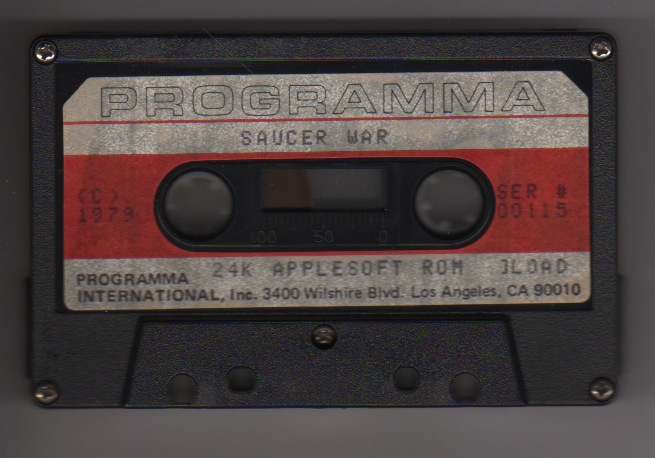 PROGRAMMA
SAUCER WAR
(C)
1979
SER #
00115
100 50 0
24K APPLESOFT ROM ]LOAD
PROGRAMMA
INTERNATIONAL, Inc. 3400 Wilshire Blvd. Los Angeles, CA 90010